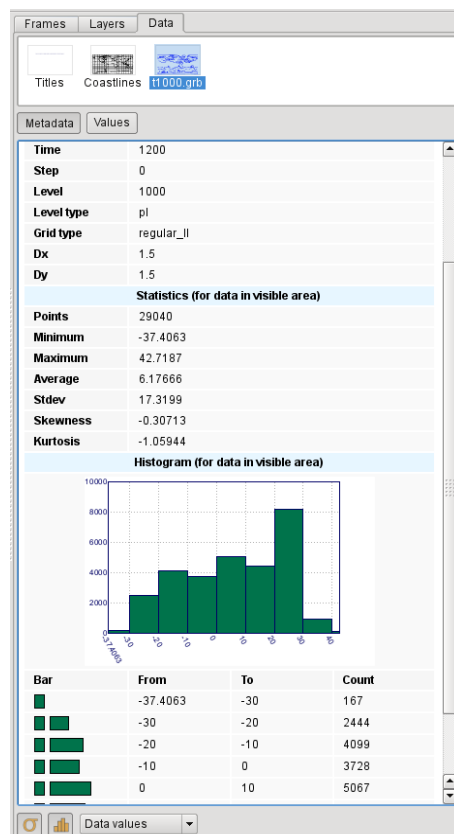 Frames Layers Data
Titles Coastlines t1000.grb
Metadata Values
Time 1200
Step 0
Level 1000
Level type pl
Grid type regular_ll
Dx 1.5
Dy 1.5
Statistics (for data in visible area)
Points 29040
Minimum -37.4063
Maximum 42.7187
Average 6.17666
Stdev 17.3199
Skewness -0.30713
Kurtosis -1.05944
Histogram (for data in visible area)
10000
8000
6000
4000
2000
0
-37.4063 -30 -20 -10 0 10 20 30 40
Bar From To Count
-37.4063 -30 167
-30 -20 2444
-20 -10 4099
-10 0 3728
0 10 5067
σ Data values